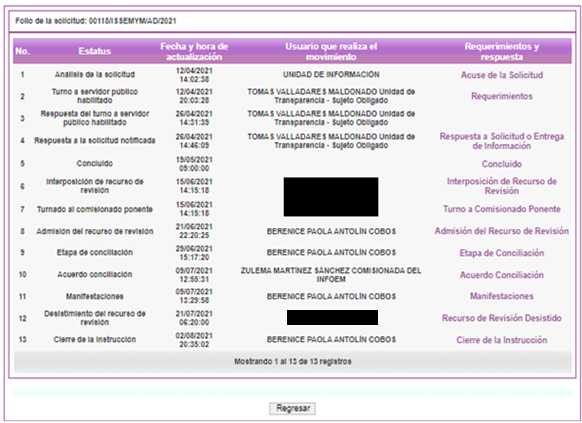 Folio de la solicitud: 00118/ISSEMYM/AD/2021
No. Estatus Fecha y hora de actualización Usuario que realiza el movimiento Requerimientos y respuesta
1 Análisis de la solicitud 12/04/2021 14:02:38 UNIDAD DE INFORMACIÓN Acuse de la Solicitud
2 Turno a servidor público habilitado 12/04/2021 20:03:28 TOMAS VALLADARES MALDONADO Unidad de Transparencia - Sujeto Obligado Requerimientos
3 Respuesta del turno a servidor público habilitado 26/04/2021 14:31:39 TOMAS VALLADARES MALDONADO Unidad de Transparencia - Sujeto Obligado
4 Respuesta a la solicitud notificada 26/04/2021 14:46:09 TOMAS VALLADARES MALDONADO Unidad de Transparencia - Sujeto Obligado Respuesta a Solicitud o Entrega de Información
5 Concluido 19/05/2021 09:00:00 Concluido
6 Interposición de recurso de revisión 15/06/2021 14:15:18 Interposición de Recurso de Revisión
7 Turnado al comisionado ponente 15/06/2021 14:15:18 Turno a Comisionado Ponente
8 Admisión del recurso de revisión 21/06/2021 22:20:25 BERENICE PAOLA ANTOLÍN COBOS Admisión del Recurso de Revisión
9 Etapa de conciliación 29/06/2021 15:17:20 BERENICE PAOLA ANTOLÍN COBOS Etapa de Conciliación
10 Acuerdo conciliación 09/07/2021 12:55:31 ZULEMA MARTÍNEZ SÁNCHEZ COMISIONADA DEL INFOEM Acuerdo Conciliación
11 Manifestaciones 09/07/2021 13:29:58 BERENICE PAOLA ANTOLÍN COBOS Manifestaciones
12 Desistimiento del recurso de revisión 21/07/2021 06:20:00 Recurso de Revisión Desistido
13 Cierre de la instrucción 02/08/2021 20:35:02 BERENICE PAOLA ANTOLÍN COBOS Cierre de la Instrucción
Mostrando 1 al 13 de 13 registros
Regresar